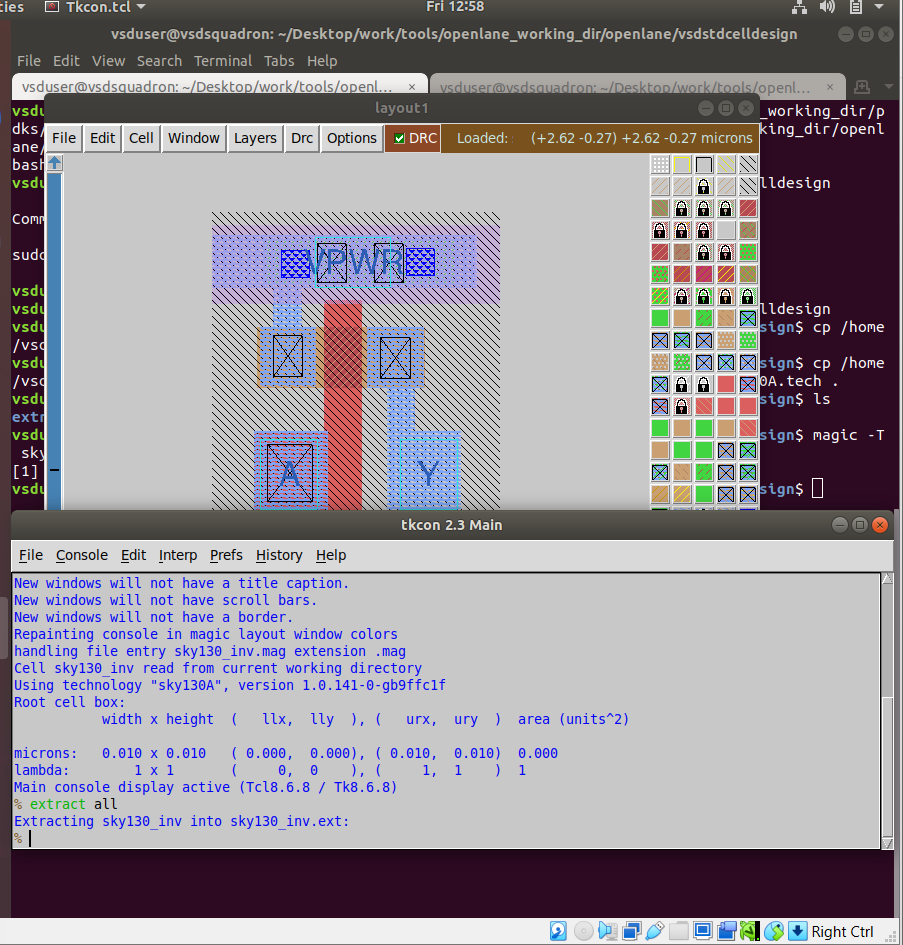 ties Tkcon.tcl Fri 12:58
vsduser@vsdsquadron: ~/Desktop/work/tools/openlane_working_dir/openlane/vsdstdcelldesign
File Edit View Search Terminal Tabs Help
vsduser@vsdsquadron: ~/Desktop/work/tools/openl... × vsduser@vsdsquadron: ~/Desktop/work/tools/openl... ×
layout1
File Edit Cell Window Layers Drc Options DRC Loaded: (+2.62 -0.27) +2.62 -0.27 microns
vsdu _working_dir/p
dks/ king_dir/openl
ane/
bash
vsdu lldesign
Comm
sudo
vsdu
vsdu lldesign
vsdu sign$ cp /home
/vsd
vsdu sign$ cp /home
/vsd 0A.tech .
vsdu sign$ ls
extr
vsdu sign$ magic -T
sky
[1]
vsdu sign$
VPWR
A Y
tkcon 2.3 Main
File Console Edit Interp Prefs History Help
New windows will not have a title caption.
New windows will not have scroll bars.
New windows will not have a border.
Repainting console in magic layout window colors
handling file entry sky130_inv.mag extension .mag
Cell sky130_inv read from current working directory
Using technology "sky130A", version 1.0.141-0-gb9ffc1f
Root cell box:
width x height ( llx, lly ), ( urx, ury ) area (units^2)
microns: 0.010 x 0.010 ( 0.000, 0.000), ( 0.010, 0.010) 0.000
lambda: 1 x 1 ( 0, 0 ), ( 1, 1 ) 1
Main console display active (Tcl8.6.8 / Tk8.6.8)
% extract all
Extracting sky130_inv into sky130_inv.ext:
%
Right Ctrl